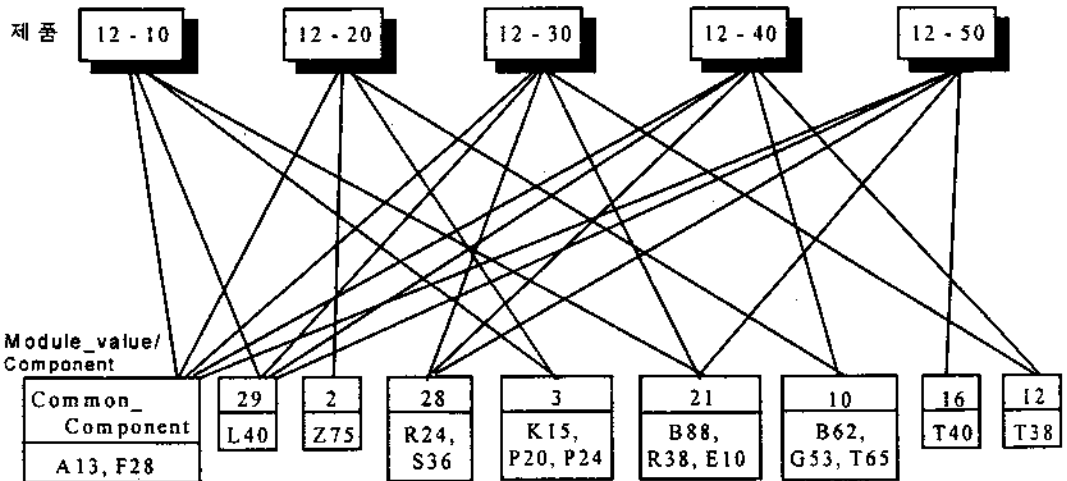 제 품
12 - 10
12 - 20
12 - 30
12 - 40
12 - 50
Module_value/
Component
Common_
Component
A13, F28
29
L40
2
Z75
28
R24,
S36
3
K15,
P20, P24
21
B88,
R38, E10
10
B62,
G53, T65
16
T40
12
T38